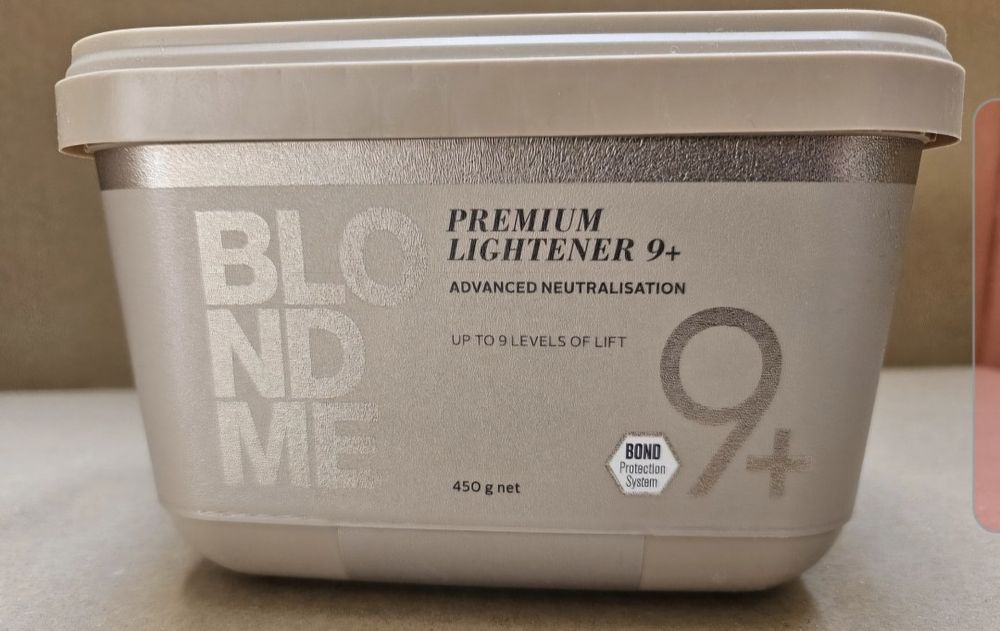 BLO
ND
ME
PREMIUM
LIGHTENER 9+
ADVANCED NEUTRALISATION
UP TO 9 LEVELS OF LIFT
9+
BOND
Protection
System
450 g net